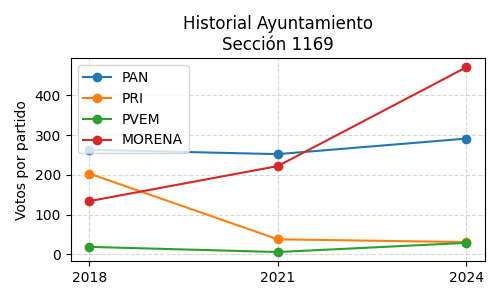 Historial Ayuntamiento
Sección 1169
PAN
PRI
PVEM
MORENA
Votos por partido
400
300
200
100
0
2018
2021
2024